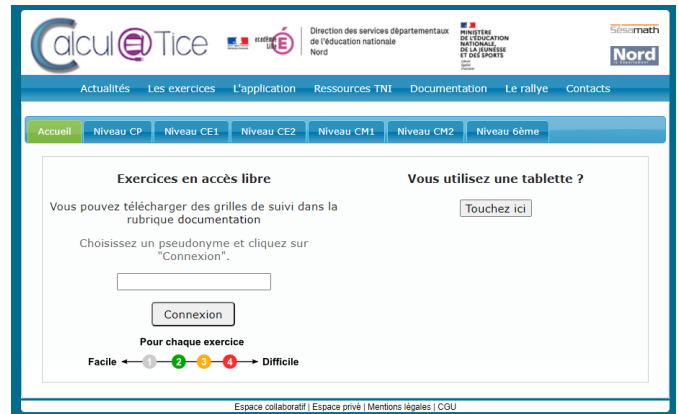 Calcul@Tice
Direction des services départementaux
de l'éducation nationale
Nord
MINISTÈRE
DE L'ÉDUCATION
NATIONALE,
DE LA JEUNESSE
ET DES SPORTS
Sésamath
Nord
Actualités Les exercices L'application Ressources TNI Documentation Le rallye Contacts
Accueil Niveau CP Niveau CE1 Niveau CE2 Niveau CM1 Niveau CM2 Niveau 6ème
Exercices en accès libre
Vous pouvez télécharger des grilles de suivi dans la
rubrique documentation
Choisissez un pseudonyme et cliquez sur
"Connexion".
Connexion
Pour chaque exercice
Facile 1 2 3 4 Difficile
Vous utilisez une tablette ?
Touchez ici
Espace collaboratif | Espace privé | Mentions légales | CGU